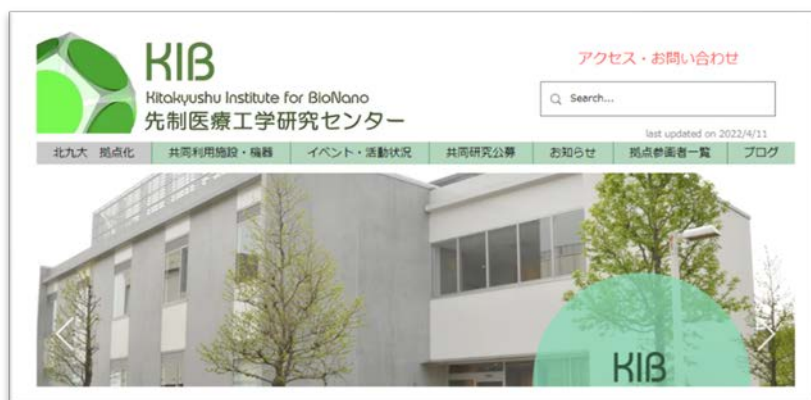 KIB
Kitakyushu Institute for BioNano
先制医療工学研究センター
アクセス・お問い合わせ
Search...
last updated on 2022/4/11
北九大 拠点化 共同利用施設・機器 イベント・活動状況 共同研究公募 お知らせ 拠点参画者一覧 ブログ
KIB